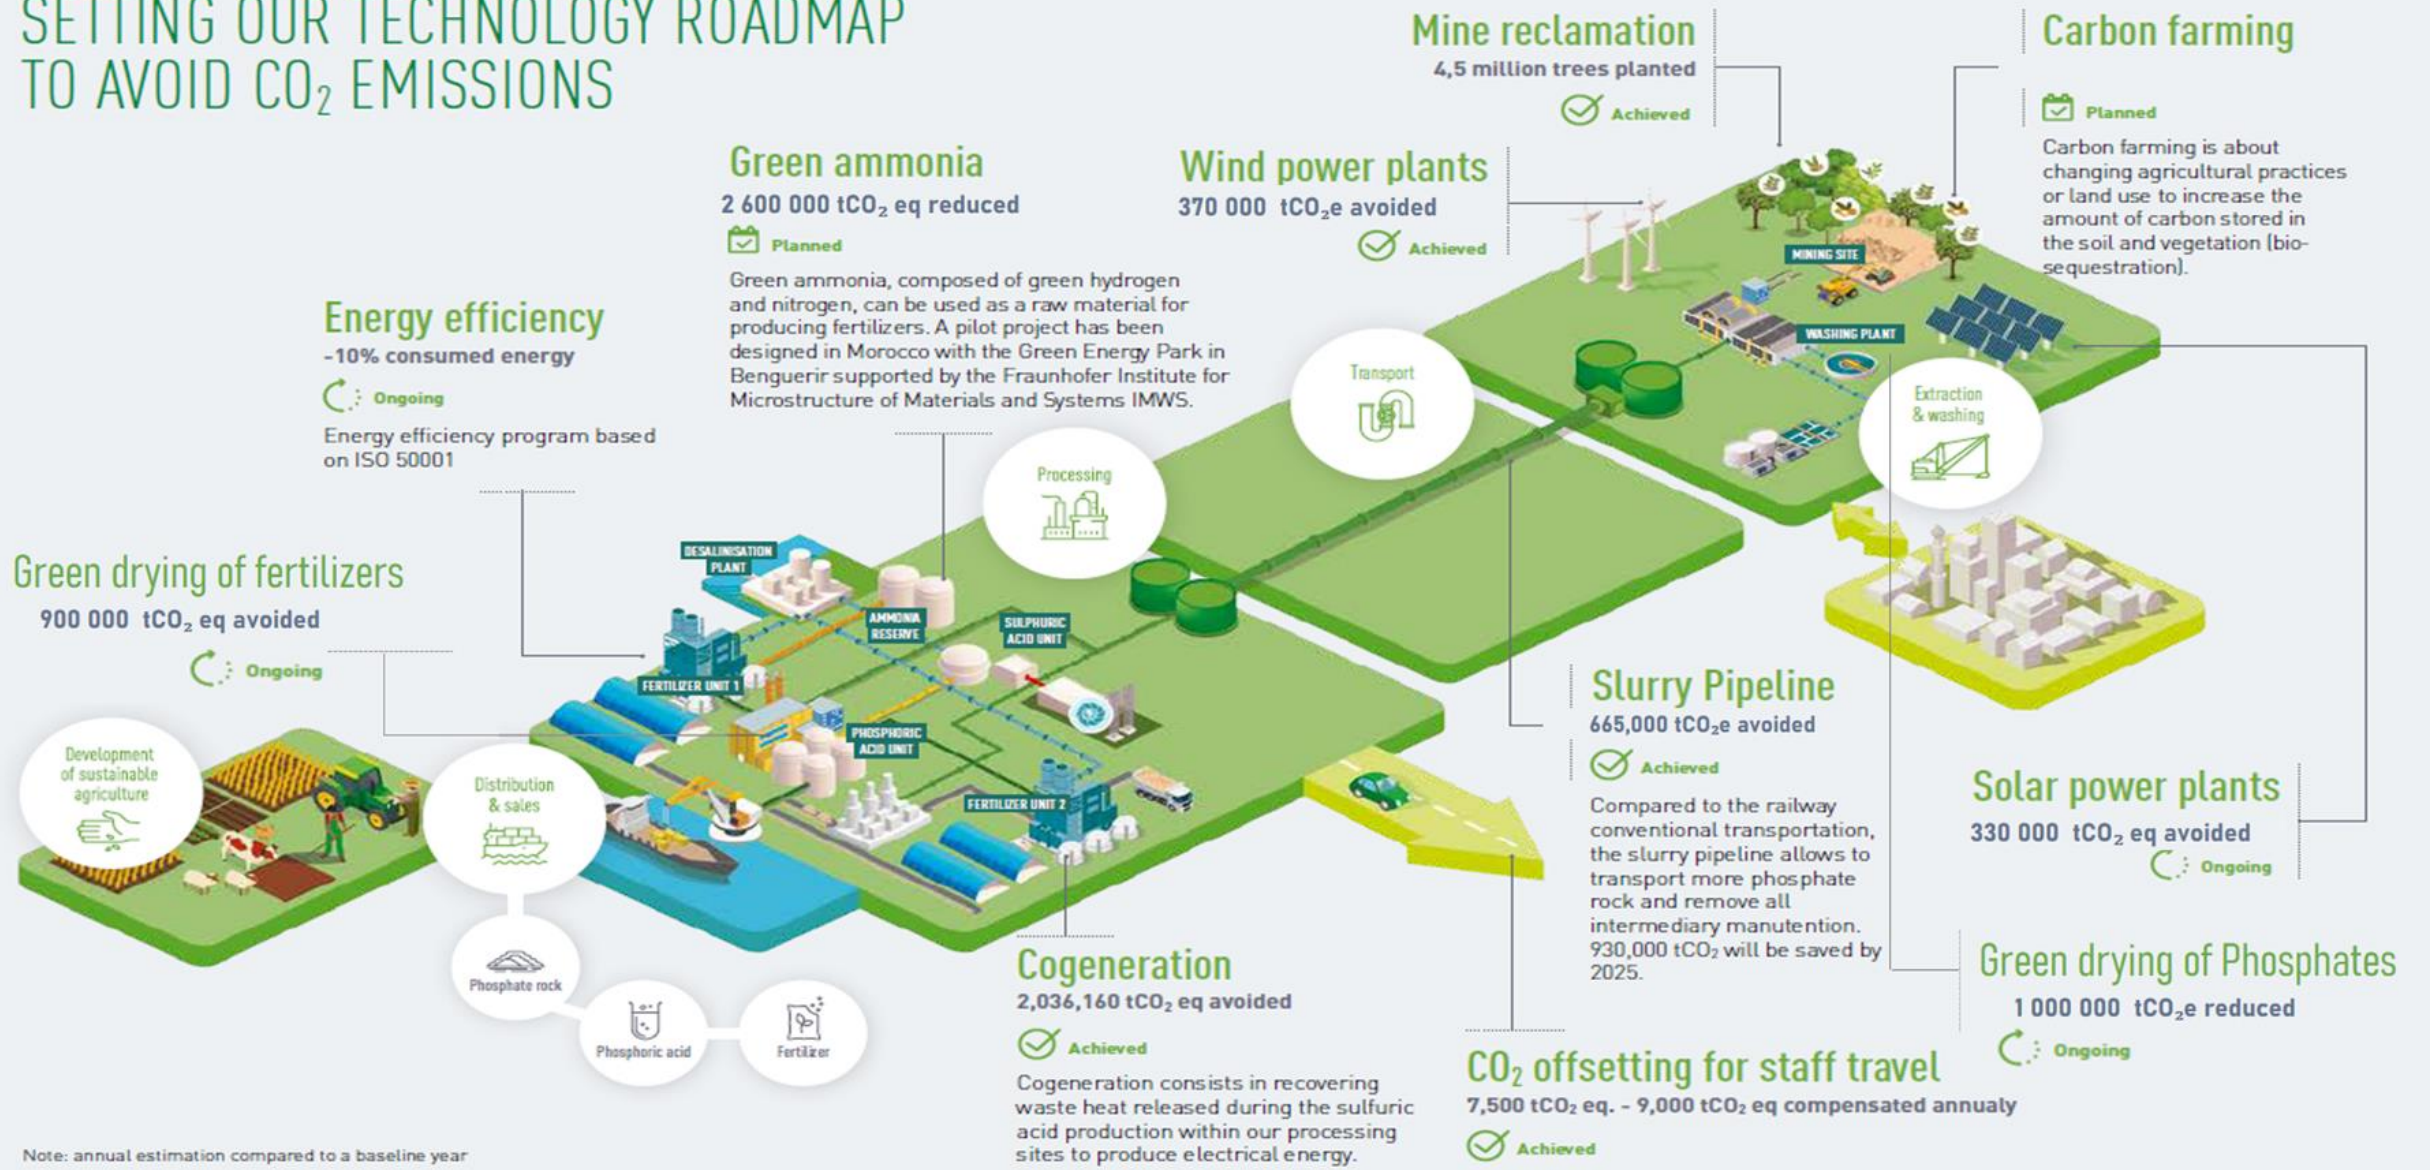 SETTING OUR TECHNOLOGY ROADMAP
TO AVOID CO₂ EMISSIONS
Mine reclamation
4,5 million trees planted
Achieved
Carbon farming
Planned
Carbon farming is about
changing agricultural practices
or land use to increase the
amount of carbon stored in
the soil and vegetation (bio-
sequestration).
Green ammonia
2 600 000 tCO₂ eq reduced
Planned
Green ammonia, composed of green hydrogen
and nitrogen, can be used as a raw material for
producing fertilizers. A pilot project has been
designed in Morocco with the Green Energy Park in
Benguerir supported by the Fraunhofer Institute for
Microstructure of Materials and Systems IMWS.
Wind power plants
370 000 tCO₂e avoided
Achieved
Energy efficiency
-10% consumed energy
Ongoing
Energy efficiency program based
on ISO 50001
Green drying of fertilizers
900 000 tCO₂ eq avoided
Ongoing
MINING SITE
WASHING PLANT
Transport
Extraction
& washing
Processing
DESALINISATION
PLANT
AMMONIA
RESERVE
SULPHURIC
ACID UNIT
FERTILIZER UNIT 1
PHOSPHORIC
ACID UNIT
FERTILIZER UNIT 2
Development
of sustainable
agriculture
Distribution
& sales
Phosphate rock
Phosphoric acid
Fertilizer
Slurry Pipeline
665,000 tCO₂e avoided
Achieved
Compared to the railway
conventional transportation,
the slurry pipeline allows to
transport more phosphate
rock and remove all
intermediary manutention.
930,000 tCO₂ will be saved by
2025.
Solar power plants
330 000 tCO₂ eq avoided
Ongoing
Green drying of Phosphates
1 000 000 tCO₂e reduced
Ongoing
Cogeneration
2,036,160 tCO₂ eq avoided
Achieved
Cogeneration consists in recovering
waste heat released during the sulfuric
acid production within our processing
sites to produce electrical energy.
CO₂ offsetting for staff travel
7,500 tCO₂ eq. - 9,000 tCO₂ eq compensated annualy
Achieved
Note: annual estimation compared to a baseline year